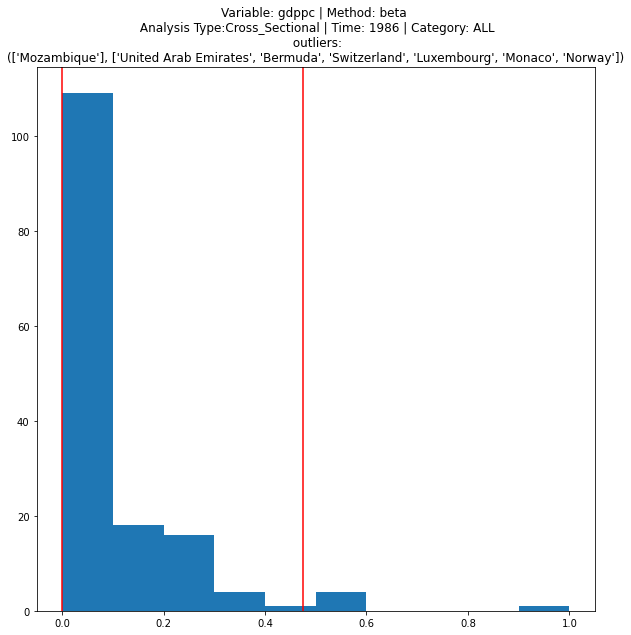 Variable: gdppc | Method: beta
Analysis Type:Cross_Sectional | Time: 1986 | Category: ALL
outliers:
(['Mozambique'], ['United Arab Emirates', 'Bermuda', 'Switzerland', 'Luxembourg', 'Monaco', 'Norway'])
100
80
60
40
20
0
0.0 0.2 0.4 0.6 0.8 1.0